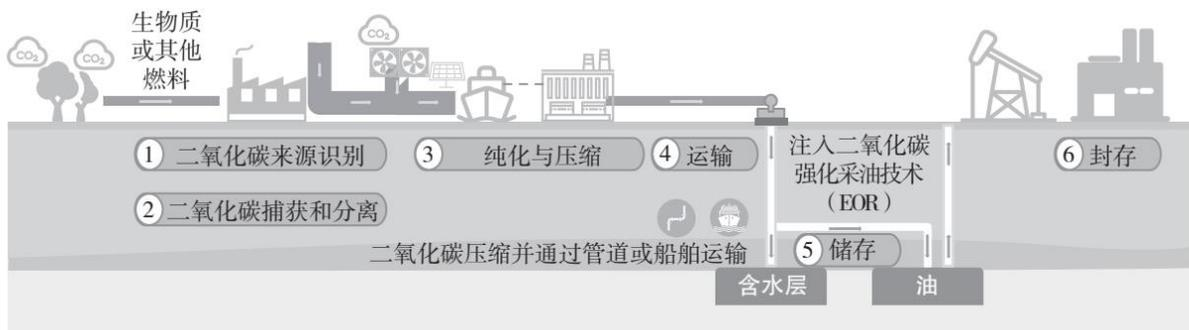 CO₂
CO₂
生物质
或其他
燃料
CO₂
① 二氧化碳来源识别
② 二氧化碳捕获和分离
③ 纯化与压缩
④ 运输
二氧化碳压缩并通过管道或船舶运输
注入二氧化碳
强化采油技术
（EOR）
⑤ 储存
含水层
油
⑥ 封存